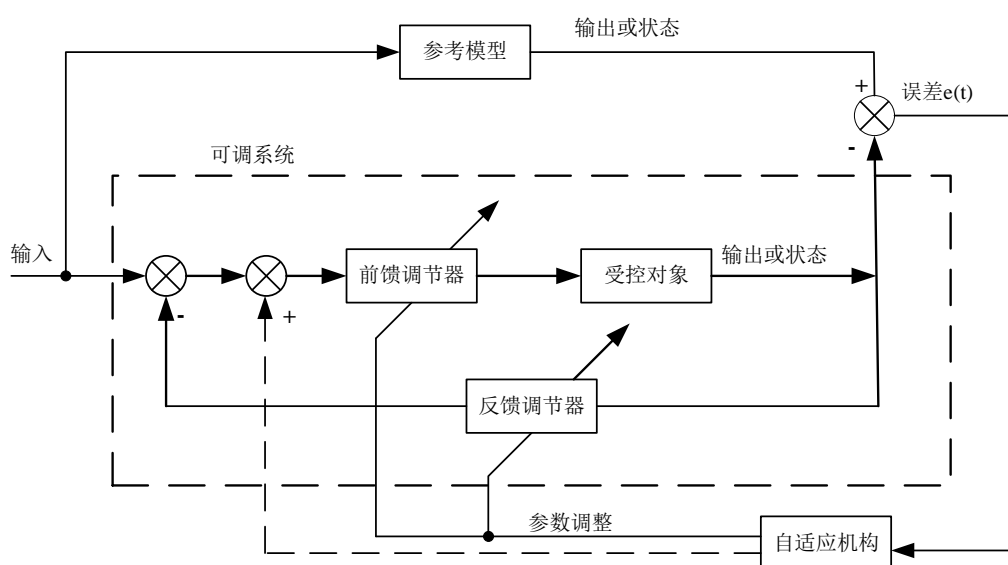 输出或状态
参考模型
+
误差e(t)
-
可调系统
输入
前馈调节器
受控对象
输出或状态
-
+
反馈调节器
参数调整
自适应机构